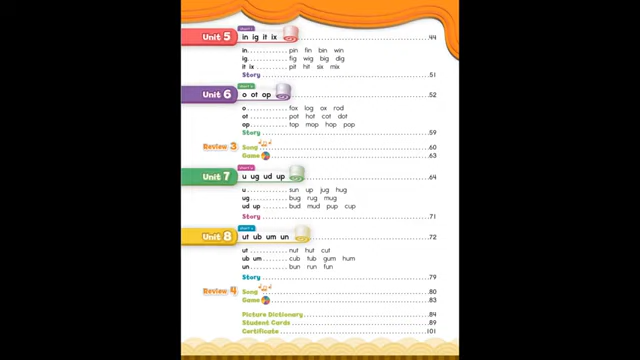 short i
Unit 5 in ig it ix 44
in pin fin bin win
ig fig wig big dig
it ix pit hit six mix
Story 51
short o
Unit 6 o ot op 52
o fox log ox rod
ot pot hot cot dot
op top mop hop pop
Story 59
Review 3 Song 60
Game 63
short u
Unit 7 u ug ud up 64
u sun up jug hug
ug bug rug mug
ud up bud mud pup cup
Story 71
short u
Unit 8 ut ub um un 72
ut nut hut cut
ub um cub tub gum hum
un bun run fun
Story 79
Review 4 Song 80
Game 83
Picture Dictionary 84
Student Cards 89
Certificate 101